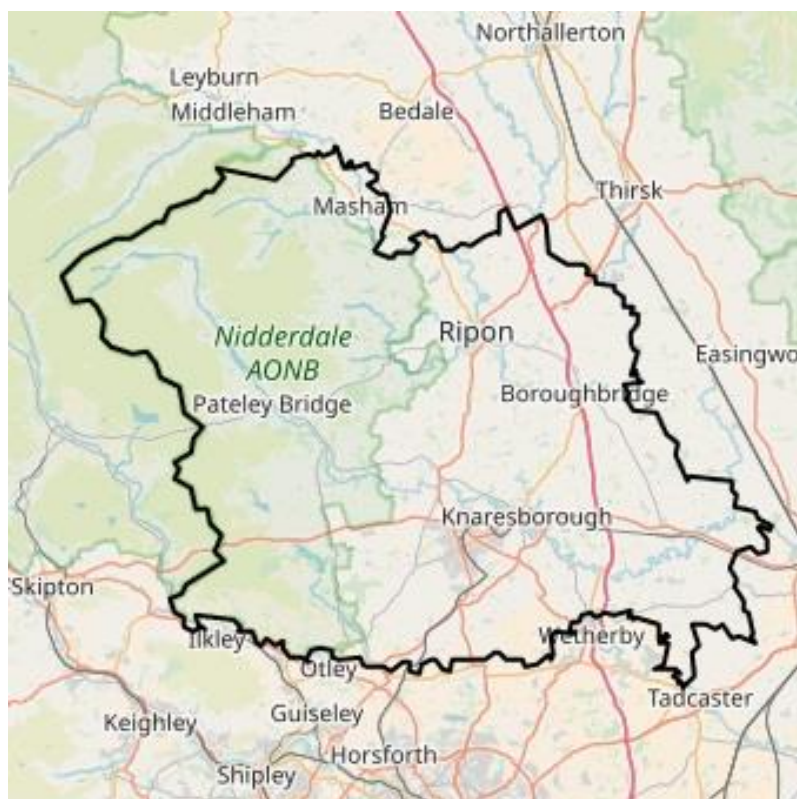 Northallerton
Leyburn
Middleham
Bedale
Thirsk
Masham
Nidderdale
AONB
Ripon
Easingwo
Pateley Bridge
Boroughbridge
Knaresborough
Skipton
Ilkley
Wetherby
Otley
Tadcaster
Guiseley
Keighley
Horsforth
Shipley